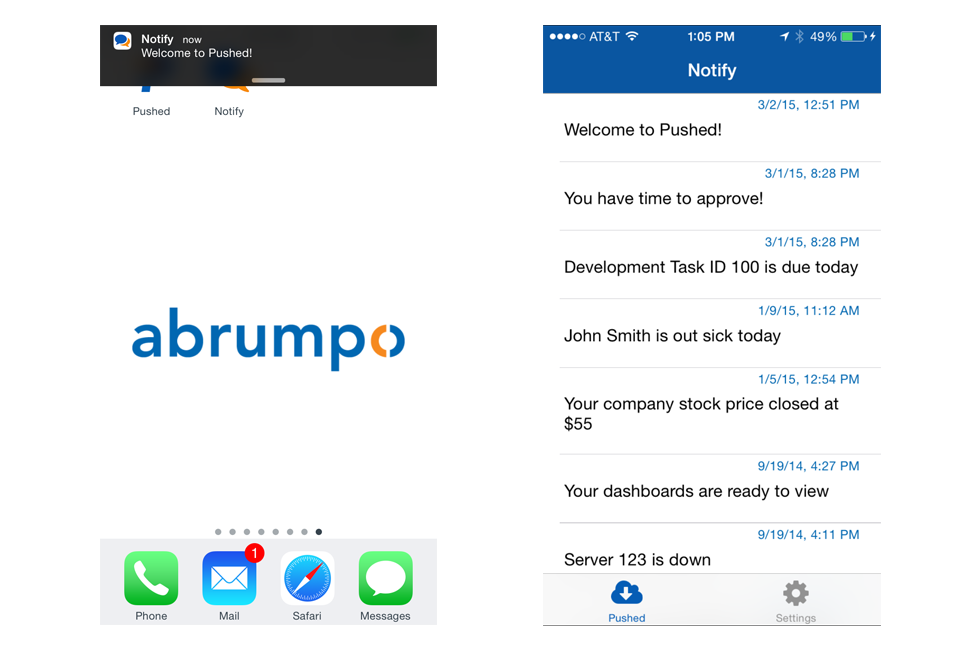 Notify now
Welcome to Pushed!
Pushed Notify
abrumpo
1
Phone Mail Safari Messages
AT&T 1:05 PM 49%
Notify
3/2/15, 12:51 PM
Welcome to Pushed!
3/1/15, 8:28 PM
You have time to approve!
3/1/15, 8:28 PM
Development Task ID 100 is due today
1/9/15, 11:12 AM
John Smith is out sick today
1/5/15, 12:54 PM
Your company stock price closed at
$55
9/19/14, 4:27 PM
Your dashboards are ready to view
9/19/14, 4:11 PM
Server 123 is down
Pushed Settings